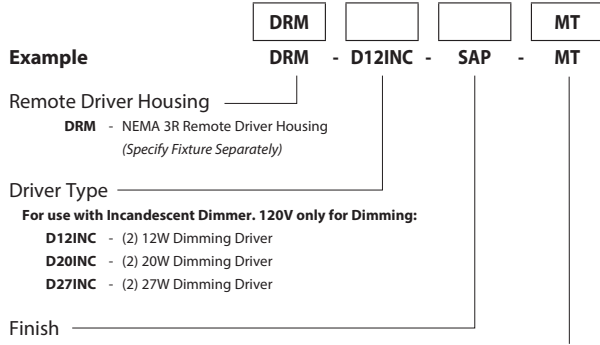 DRM MT
Example DRM - D12INC - SAP - MT
Remote Driver Housing
DRM - NEMA 3R Remote Driver Housing
(Specify Fixture Separately)
Driver Type
For use with Incandescent Dimmer. 120V only for Dimming:
D12INC - (2) 12W Dimming Driver
D20INC - (2) 20W Dimming Driver
D27INC - (2) 27W Dimming Driver
Finish